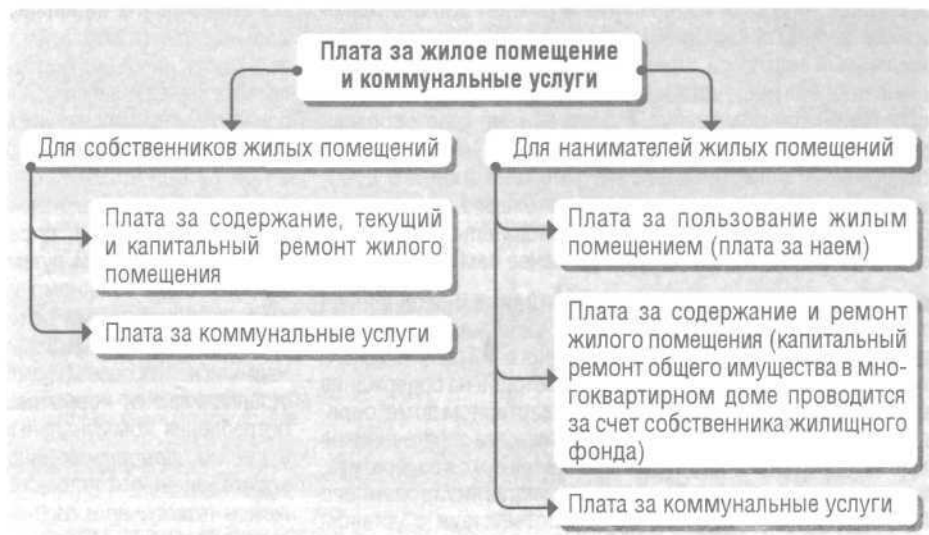 Плата за жилое помещение
и коммунальные услуги
Для собственников жилых помещений
Плата за содержание, текущий
и капитальный ремонт жилого
помещения
Плата за коммунальные услуги
Для нанимателей жилых помещений
Плата за пользование жилым
помещением (плата за наем)
Плата за содержание и ремонт
жилого помещения (капитальный
ремонт общего имущества в мно-
гоквартирном доме проводится
за счет собственника жилищного
фонда)
Плата за коммунальные услуги